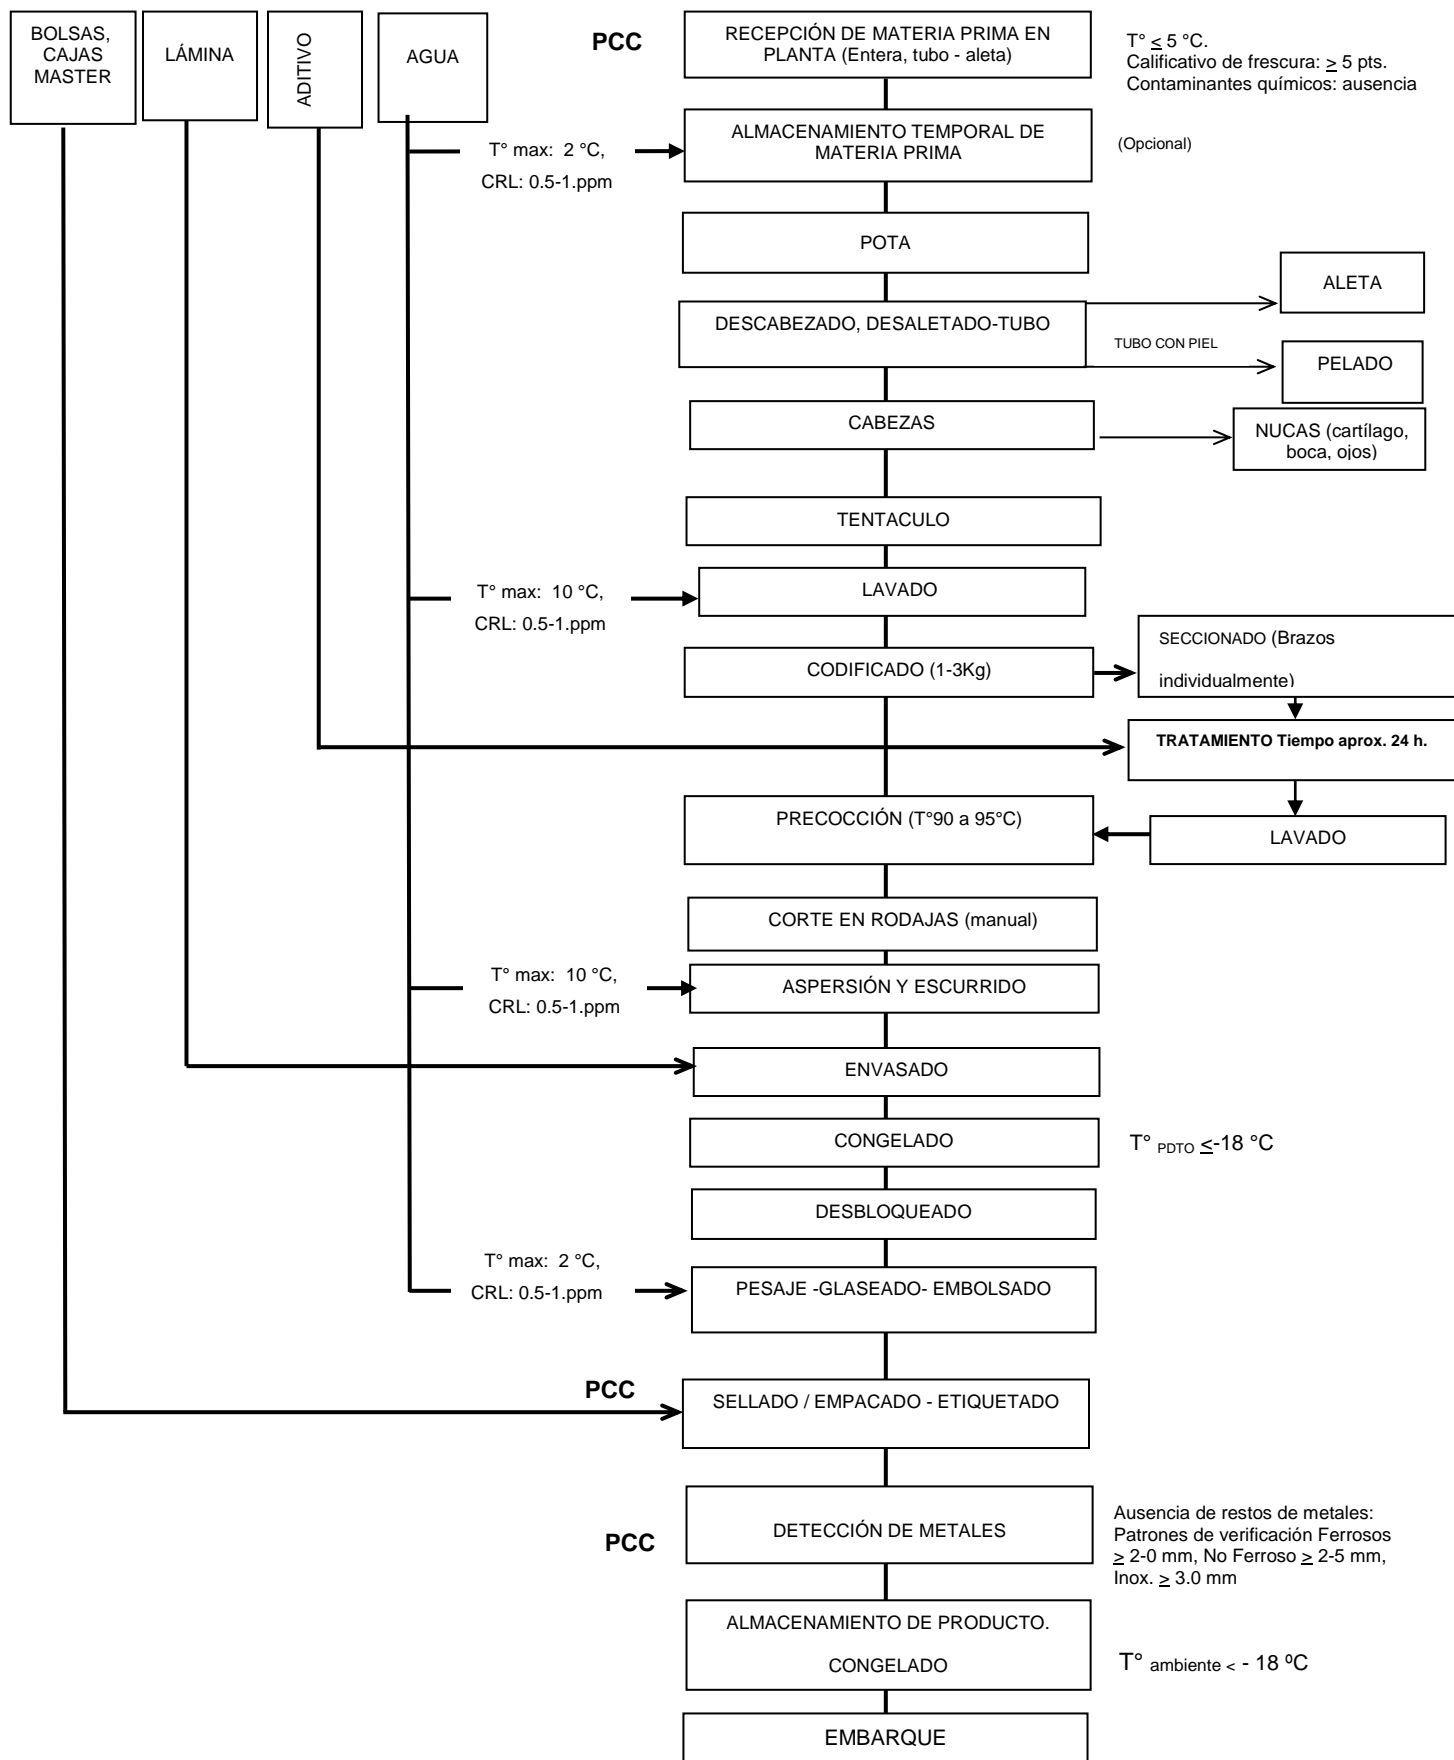 BOLSAS,
CAJAS
MASTER
LÁMINA
ADITIVO
AGUA
PCC
RECEPCIÓN DE MATERIA PRIMA EN
PLANTA (Entera, tubo - aleta)
T° ≤ 5 °C.
Calificativo de frescura: ≥ 5 pts.
Contaminantes químicos: ausencia
T° max: 2 °C,
CRL: 0.5-1.ppm
ALMACENAMIENTO TEMPORAL DE
MATERIA PRIMA
(Opcional)
POTA
DESCABEZADO, DESALETADO-TUBO
ALETA
TUBO CON PIEL
PELADO
CABEZAS
NUCAS (cartílago,
boca, ojos)
TENTACULO
T° max: 10 °C,
CRL: 0.5-1.ppm
LAVADO
CODIFICADO (1-3Kg)
SECCIONADO (Brazos
individualmente)
TRATAMIENTO Tiempo aprox. 24 h.
PRECOCCIÓN (T°90 a 95°C)
LAVADO
CORTE EN RODAJAS (manual)
T° max: 10 °C,
CRL: 0.5-1.ppm
ASPERSIÓN Y ESCURRIDO
ENVASADO
CONGELADO
T° PDTO ≤-18 °C
DESBLOQUEADO
T° max: 2 °C,
CRL: 0.5-1.ppm
PESAJE -GLASEADO- EMBOLSADO
PCC
SELLADO / EMPACADO - ETIQUETADO
PCC
DETECCIÓN DE METALES
Ausencia de restos de metales:
Patrones de verificación Ferrosos
≥ 2-0 mm, No Ferroso ≥ 2-5 mm,
Inox. ≥ 3.0 mm
ALMACENAMIENTO DE PRODUCTO.
CONGELADO
T° ambiente < - 18 ºC
EMBARQUE